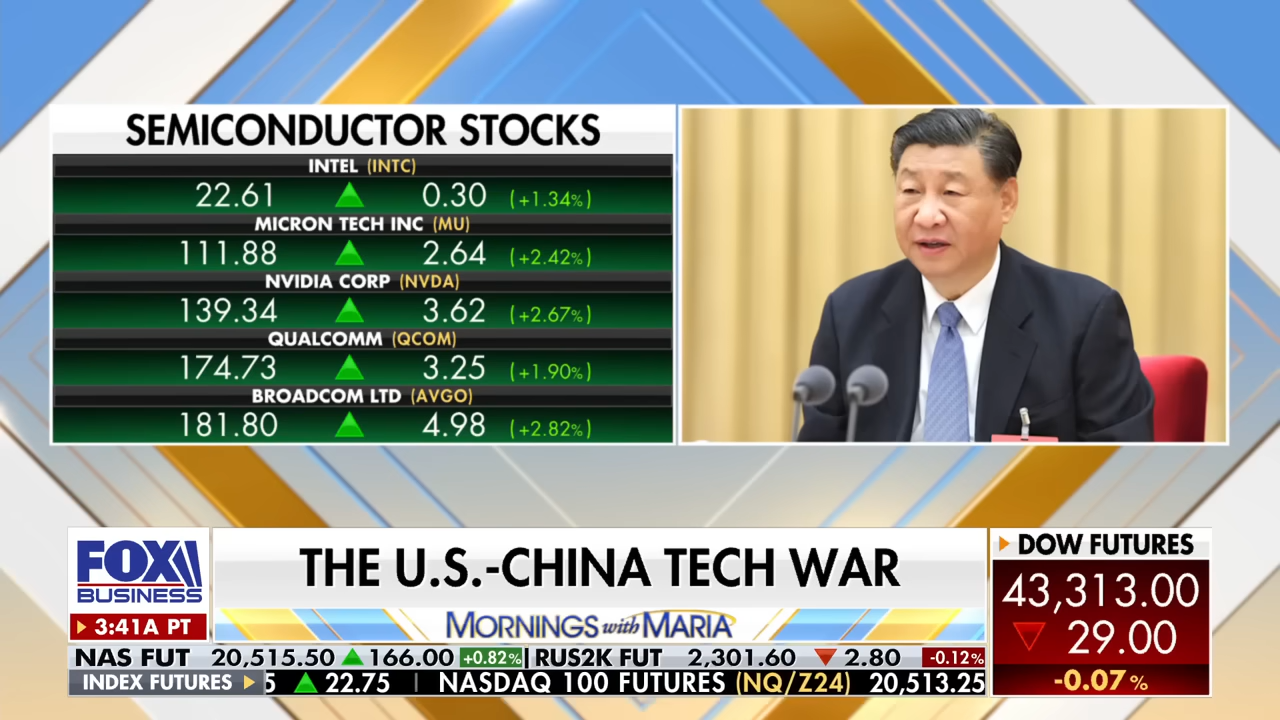 SEMICONDUCTOR STOCKS
INTEL (INTC)
22.61 ▲ 0.30 (+1.34%)
MICRON TECH INC (MU)
111.88 ▲ 2.64 (+2.42%)
NVIDIA CORP (NVDA)
139.34 ▲ 3.62 (+2.67%)
QUALCOMM (QCOM)
174.73 ▲ 3.25 (+1.90%)
BROADCOM LTD (AVGO)
181.80 ▲ 4.98 (+2.82%)
FOX
BUSINESS
3:41A PT
THE U.S.-CHINA TECH WAR
MORNINGS with MARIA
DOW FUTURES
43,313.00
▼ 29.00
-0.07%
NAS FUT 20,515.50 ▲ 166.00 +0.82% RUS2K FUT 2,301.60 ▼ 2.80 -0.12%
INDEX FUTURES 5 ▲ 22.75 | NASDAQ 100 FUTURES (NQ/Z24) 20,513.25